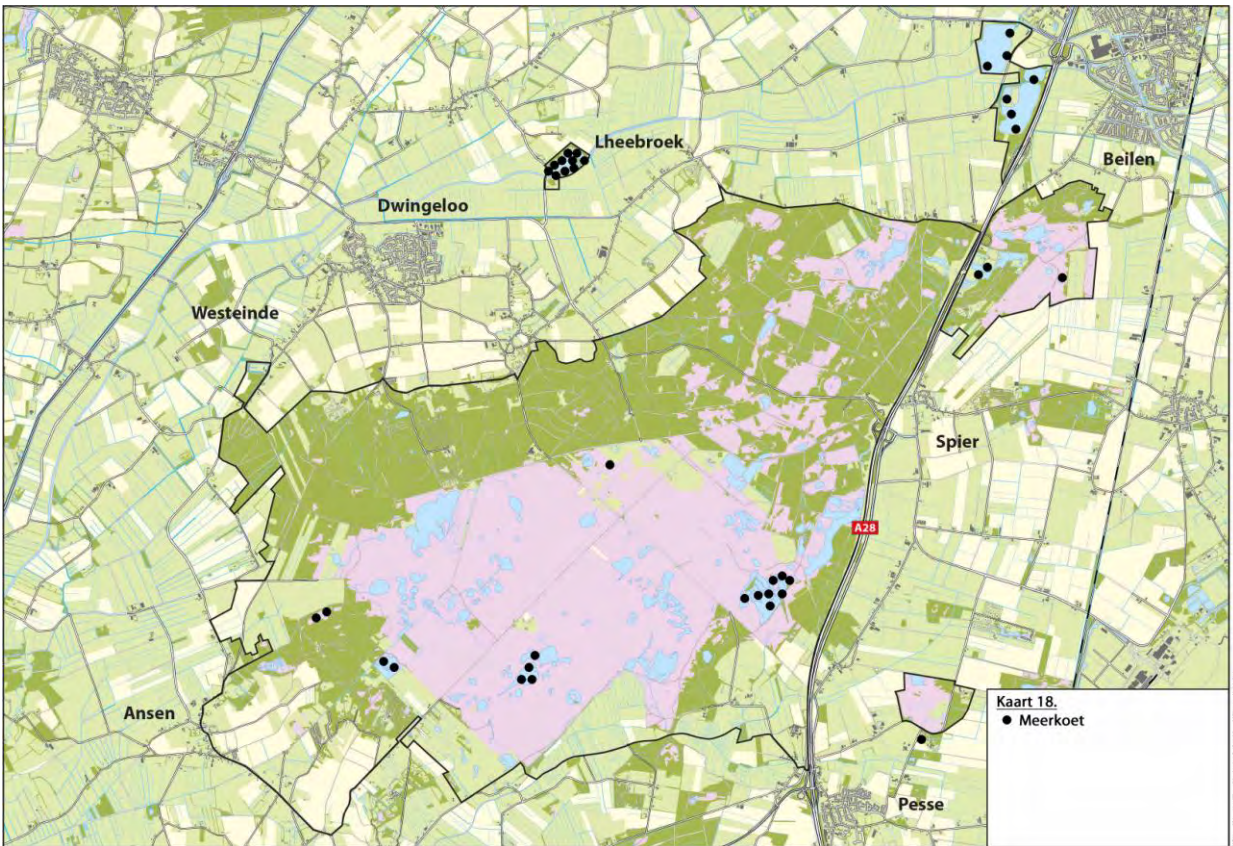 Lheebroek
Beilen
Dwingeloo
Westeinde
Spier
A28
Ansen
Kaart 18.
Meerkoet
Pesse